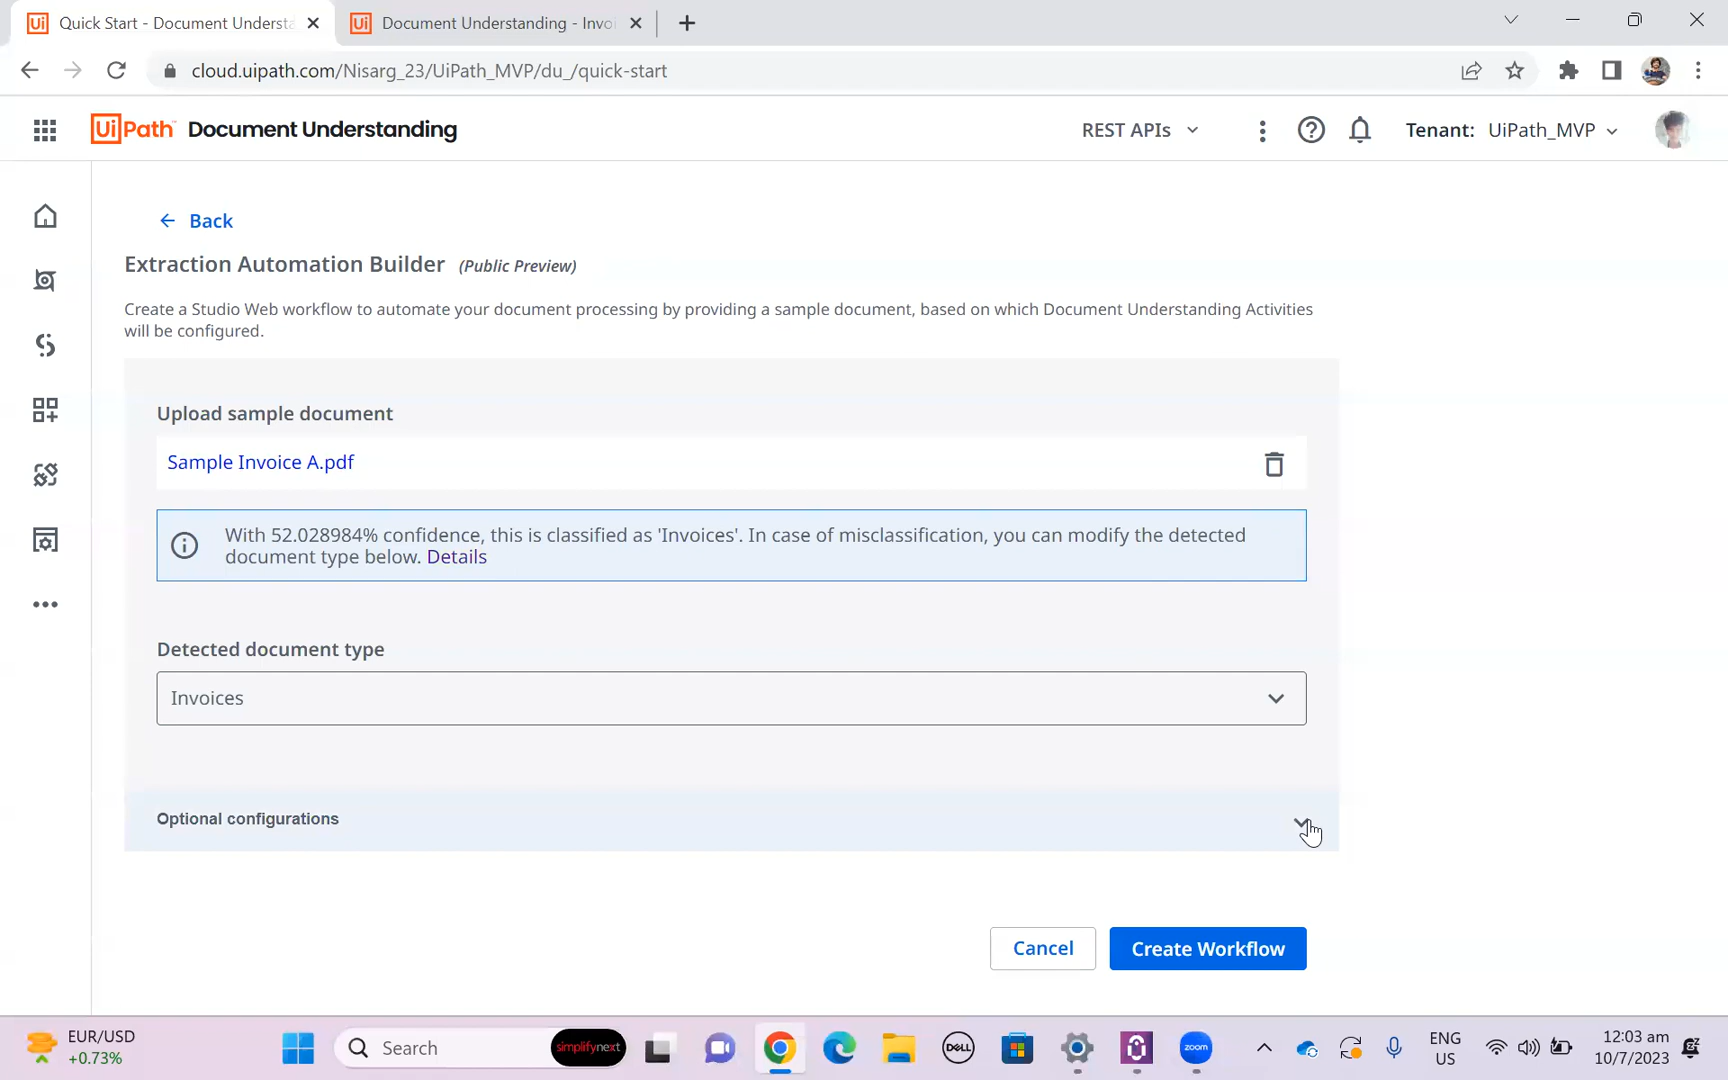 Quick Start - Document Understa
Document Understanding - Invoi
cloud.uipath.com/Nisarg_23/UiPath_MVP/du_/quick-start
UiPath Document Understanding
REST APIs
Tenant: UiPath_MVP
Back
Extraction Automation Builder (Public Preview)
Create a Studio Web workflow to automate your document processing by providing a sample document, based on which Document Understanding Activities
will be configured.
Upload sample document
Sample Invoice A.pdf
With 52.028984% confidence, this is classified as 'Invoices'. In case of misclassification, you can modify the detected
document type below. Details
Detected document type
Invoices
Optional configurations
Cancel
Create Workflow
EUR/USD
+0.73%
Search
simplifynext
DELL
zoom
ENG
US
12:03 am
10/7/2023